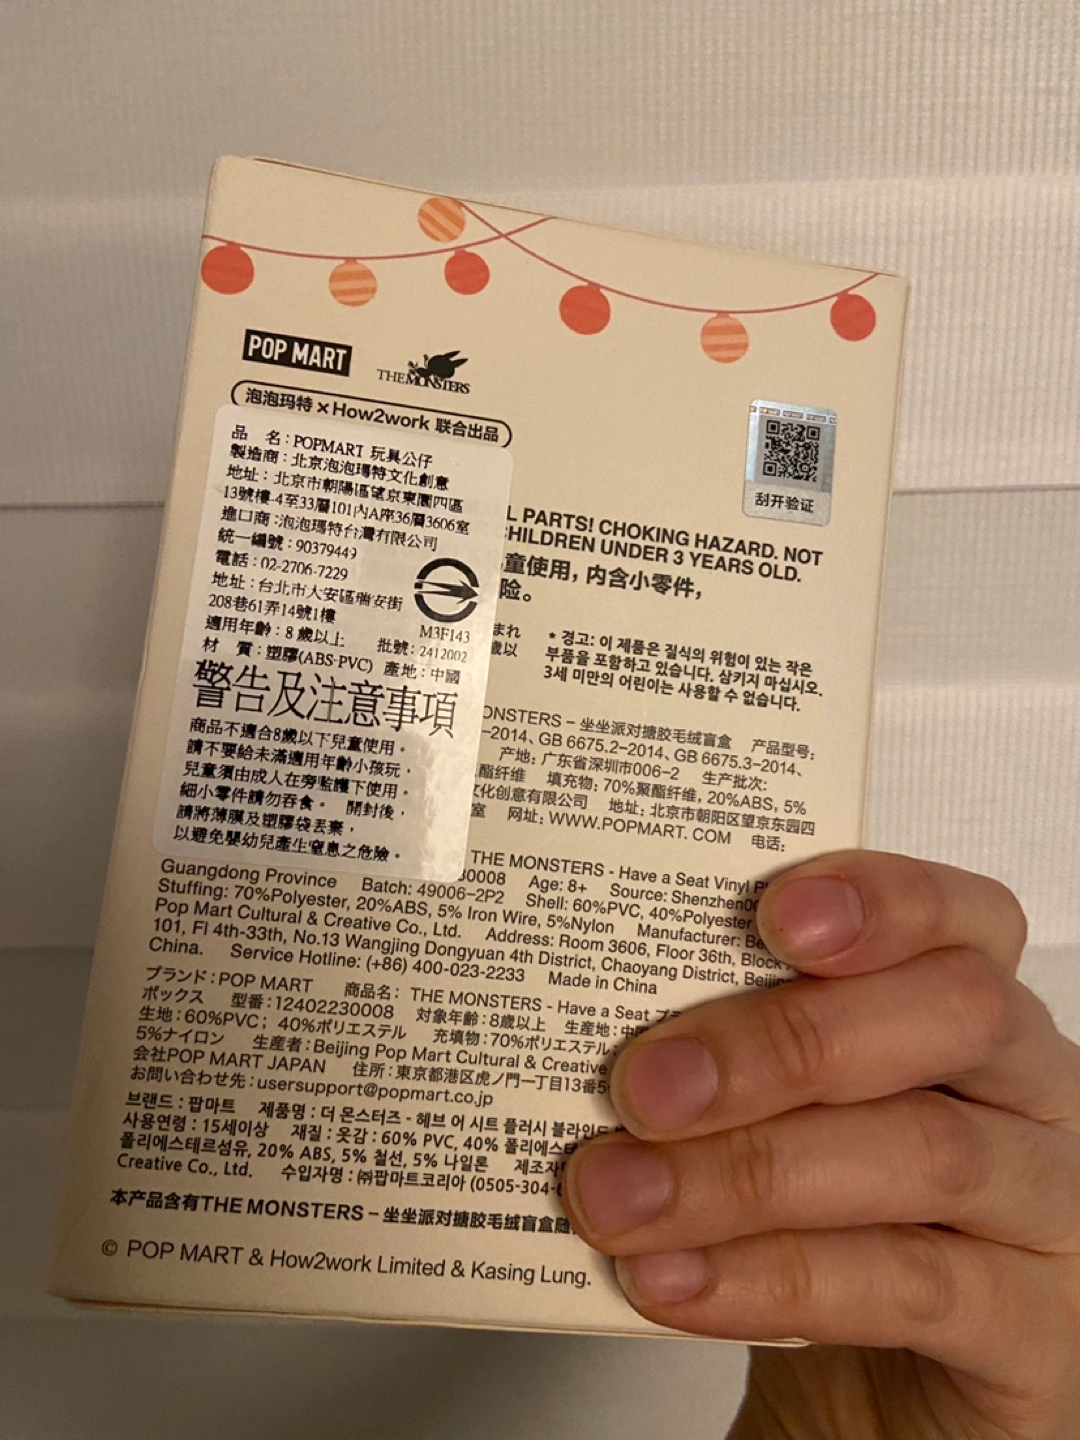 POP MART
THE MONSTERS
泡泡玛特 × How2work 联合出品
品　名：POPMART 玩具公仔
製造商：北京泡泡瑪特文化創意
地址：北京市朝陽區望京東園四區
13號樓-4至33層101內A座36層3606室
進口商：泡泡瑪特台灣有限公司
統一編號：90379449
電話：02-2706-7229
地址：台北市大安區瑞安街
208巷61弄14號1樓
適用年齡：8 歲以上
材　質：塑膠(ABS·PVC)
M3F143
批號：2412002
產地：中國
警告及注意事項
商品不適合8歲以下兒童使用。
請不要給未滿適用年齡小孩玩，
兒童須由成人在旁監護下使用。
細小零件請勿吞食。 開封後，
請將薄膜及塑膠袋丟棄，
以避免嬰幼兒產生窒息之危險。
刮开验证
PARTS! CHOKING HAZARD. NOT
CHILDREN UNDER 3 YEARS OLD.
童使用，内含小零件，
险。
まれ
歳以
* 경고: 이 제품은 질식의 위험이 있는 작은
부품을 포함하고 있습니다. 삼키지 마십시오.
3세 미만의 어린이는 사용할 수 없습니다.
MONSTERS – 坐坐派对搪胶毛绒盲盒 产品型号:
–2014、GB 6675.2–2014、GB 6675.3–2014、
产地: 广东省深圳市006–2 生产批次:
酯纤维 填充物: 70%聚酯纤维, 20%ABS, 5%
文化创意有限公司 地址: 北京市朝阳区望京东园四
室 网址: WWW.POPMART.COM 电话:
THE MONSTERS - Have a Seat Vinyl
30008 Age: 8+ Source:
Guangdong Province Batch: 49006–2P2 Shell: 60%PVC, 40%Polyester
Stuffing: 70%Polyester, 20%ABS, 5% Iron Wire, 5%Nylon Manufacturer:
Pop Mart Cultural & Creative Co., Ltd. Address: Room 3606, Floor 36th, Block
101, Fl 4th-33th, No.13 Wangjing Dongyuan 4th District, Chaoyang District, Beijing
China. Service Hotline: (+86) 400-023-2233 Made in China
ブランド：POP MART 商品名： THE MONSTERS - Have a Seat
ボックス 型番：12402230008 対象年齢：8歳以上 生産地：
生地：60%PVC； 40%ポリエステル 充填物：70%ポリエステル；
5%ナイロン 生産者：Beijing Pop Mart Cultural & Creative
会社POP MART JAPAN 住所：東京都港区虎ノ門一丁目13番
お問い合わせ先：usersupport@popmart.co.jp
브랜드 : 팝마트 제품명 : 더 몬스터즈 - 헤브 어 시트 플러시
사용연령 : 15세이상 재질 : 옷감 : 60% PVC, 40%
폴리에스테르섬유, 20% ABS, 5% 철선, 5% 나일론
Creative Co., Ltd. 수입자명 : ㈜팝마트코리아 (0505-304-
本产品含有THE MONSTERS – 坐坐派对搪胶毛绒盲盒
© POP MART & How2work Limited & Kasing Lung.